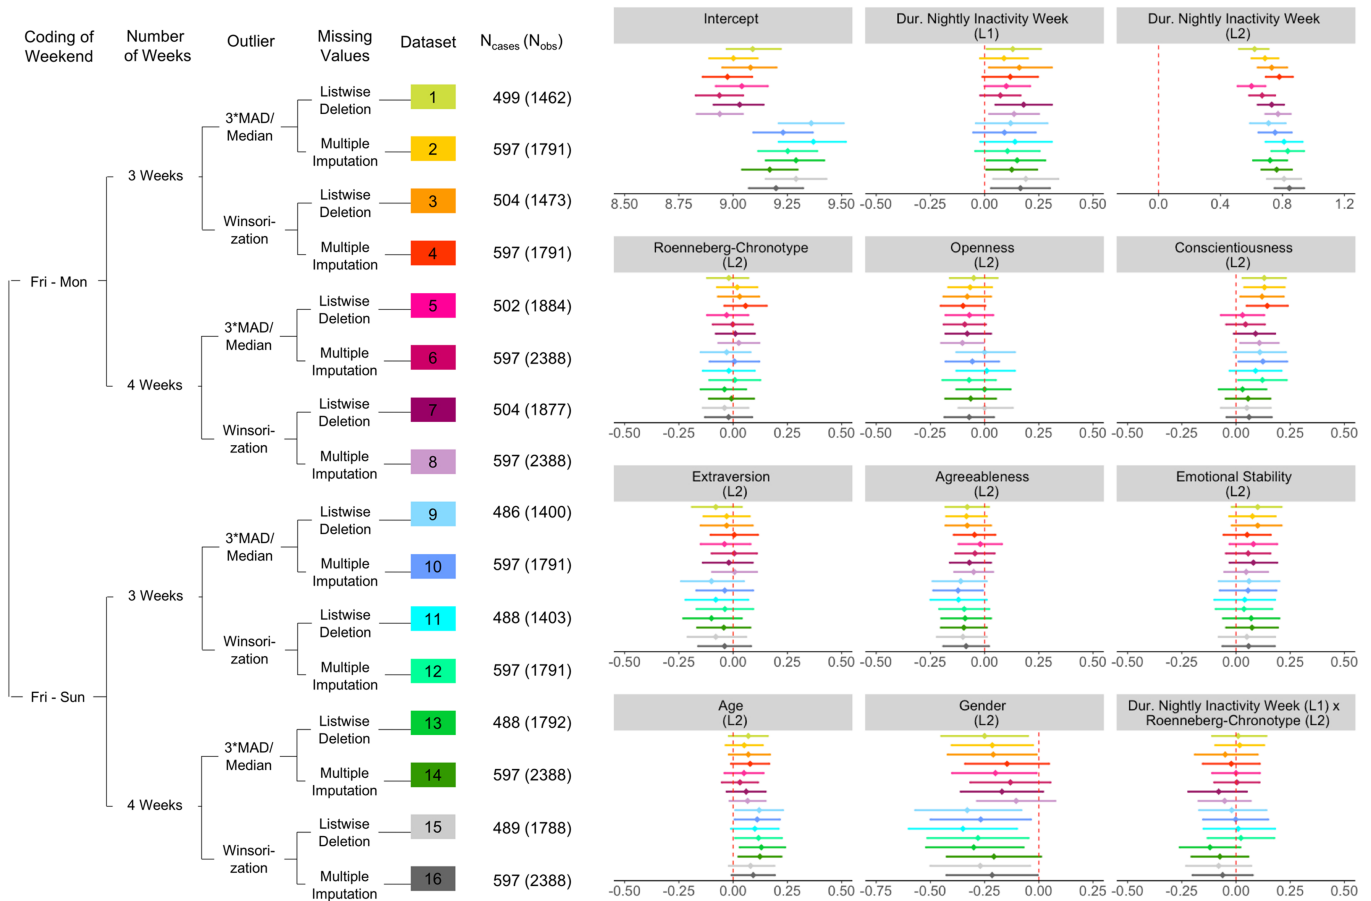 Coding of
Weekend
Number
of Weeks
Outlier
Missing
Values
Dataset
Ncases (Nobs)
Fri - Mon
Fri - Sun
3 Weeks
4 Weeks
3 Weeks
4 Weeks
3*MAD/
Median
Winsori-
zation
3*MAD/
Median
Winsori-
zation
3*MAD/
Median
Winsori-
zation
3*MAD/
Median
Winsori-
zation
Listwise
Deletion
1
499 (1462)
Multiple
Imputation
2
597 (1791)
Listwise
Deletion
3
504 (1473)
Multiple
Imputation
4
597 (1791)
Listwise
Deletion
5
502 (1884)
Multiple
Imputation
6
597 (2388)
Listwise
Deletion
7
504 (1877)
Multiple
Imputation
8
597 (2388)
Listwise
Deletion
9
486 (1400)
Multiple
Imputation
10
597 (1791)
Listwise
Deletion
11
488 (1403)
Multiple
Imputation
12
597 (1791)
Listwise
Deletion
13
488 (1792)
Multiple
Imputation
14
597 (2388)
Listwise
Deletion
15
489 (1788)
Multiple
Imputation
16
597 (2388)
Intercept
8.50 8.75 9.00 9.25 9.50
Dur. Nightly Inactivity Week
(L1)
-0.50 -0.25 0.00 0.25 0.50
Dur. Nightly Inactivity Week
(L2)
0.0 0.4 0.8 1.2
Roenneberg-Chronotype
(L2)
-0.50 -0.25 0.00 0.25 0.50
Openness
(L2)
-0.50 -0.25 0.00 0.25 0.50
Conscientiousness
(L2)
-0.50 -0.25 0.00 0.25 0.50
Extraversion
(L2)
-0.50 -0.25 0.00 0.25 0.50
Agreeableness
(L2)
-0.50 -0.25 0.00 0.25 0.50
Emotional Stability
(L2)
-0.50 -0.25 0.00 0.25 0.50
Age
(L2)
-0.50 -0.25 0.00 0.25 0.50
Gender
(L2)
-0.75 -0.50 -0.25 0.00 0.25
Dur. Nightly Inactivity Week (L1) x
Roenneberg-Chronotype (L2)
-0.50 -0.25 0.00 0.25 0.50